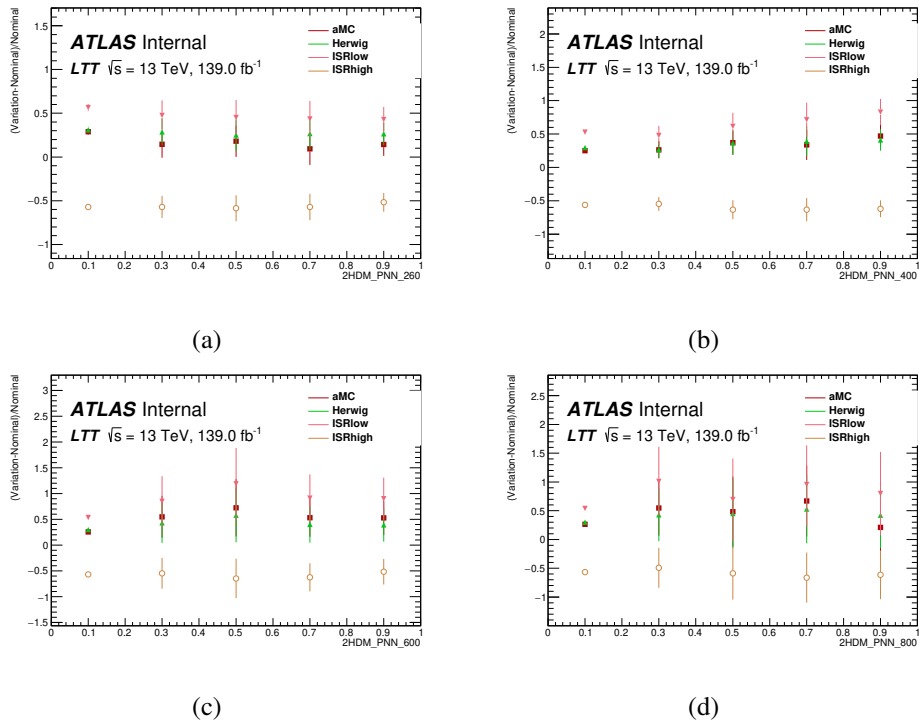 (Variation-Nominal)/Nominal
ATLAS Internal
LTT √s = 13 TeV, 139.0 fb⁻¹
aMC
Herwig
ISRlow
ISRhigh
1.5
1
0.5
0
−0.5
−1
0 0.1 0.2 0.3 0.4 0.5 0.6 0.7 0.8 0.9 1
2HDM_PNN_260
(a)
(Variation-Nominal)/Nominal
ATLAS Internal
LTT √s = 13 TeV, 139.0 fb⁻¹
aMC
Herwig
ISRlow
ISRhigh
2
1.5
1
0.5
0
−0.5
−1
0 0.1 0.2 0.3 0.4 0.5 0.6 0.7 0.8 0.9 1
2HDM_PNN_400
(b)
(Variation-Nominal)/Nominal
ATLAS Internal
LTT √s = 13 TeV, 139.0 fb⁻¹
aMC
Herwig
ISRlow
ISRhigh
3
2.5
2
1.5
1
0.5
0
−0.5
−1
−1.5
0 0.1 0.2 0.3 0.4 0.5 0.6 0.7 0.8 0.9 1
2HDM_PNN_600
(c)
(Variation-Nominal)/Nominal
ATLAS Internal
LTT √s = 13 TeV, 139.0 fb⁻¹
aMC
Herwig
ISRlow
ISRhigh
2.5
2
1.5
1
0.5
0
−0.5
−1
0 0.1 0.2 0.3 0.4 0.5 0.6 0.7 0.8 0.9 1
2HDM_PNN_800
(d)